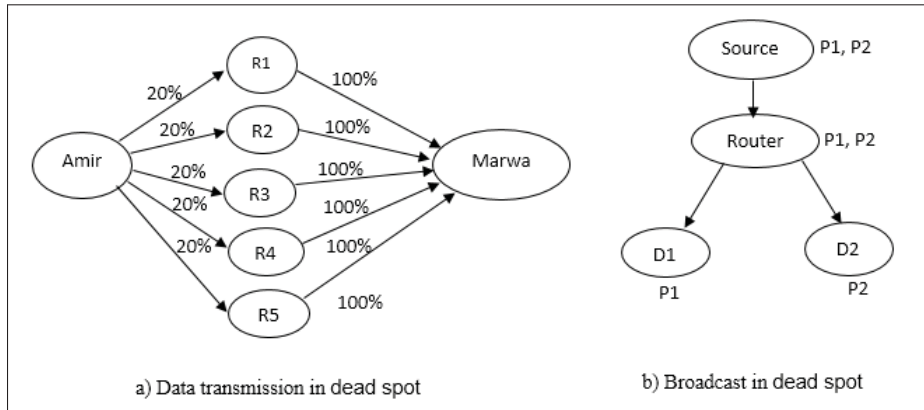 R1
20%
100%
20%
R2
100%
Amir
20%
R3
100%
Marwa
20%
R4
100%
20%
R5
100%
a) Data transmission in dead spot
Source
P1, P2
Router
P1, P2
D1
D2
P1
P2
b) Broadcast in dead spot